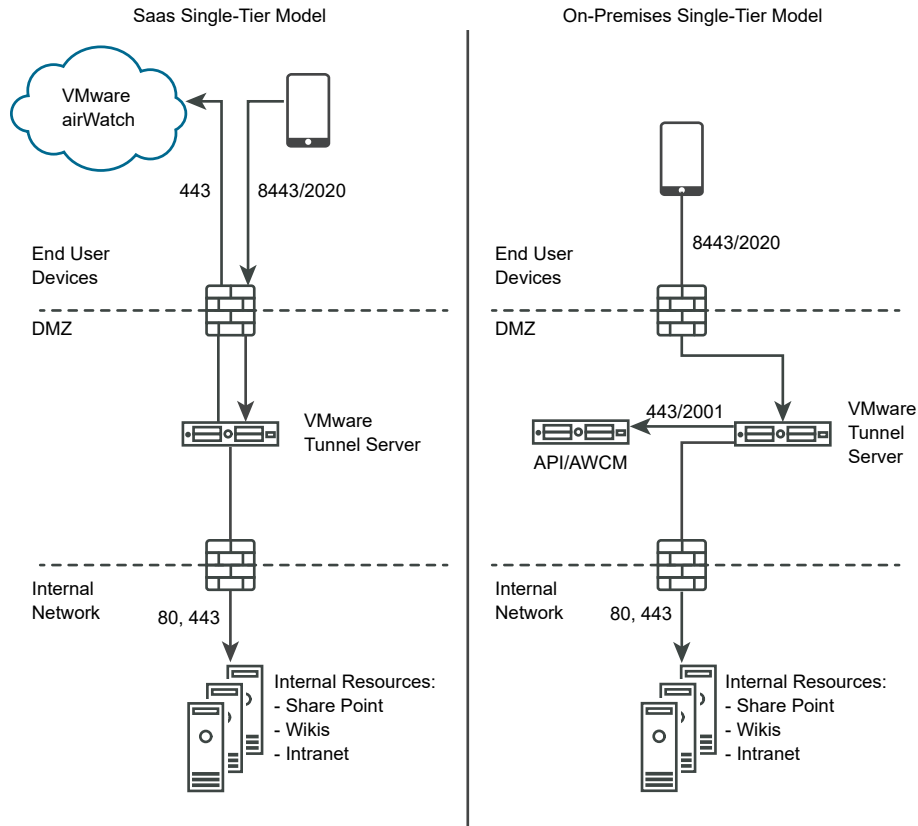 Saas Single-Tier Model
VMware
airWatch
443
8443/2020
End User
Devices
DMZ
VMware
Tunnel Server
Internal
Network
80, 443
Internal Resources:
- Share Point
- Wikis
- Intranet
On-Premises Single-Tier Model
8443/2020
End User
Devices
DMZ
443/2001
API/AWCM
VMware
Tunnel
Server
Internal
Network
80, 443
Internal Resources:
- Share Point
- Wikis
- Intranet